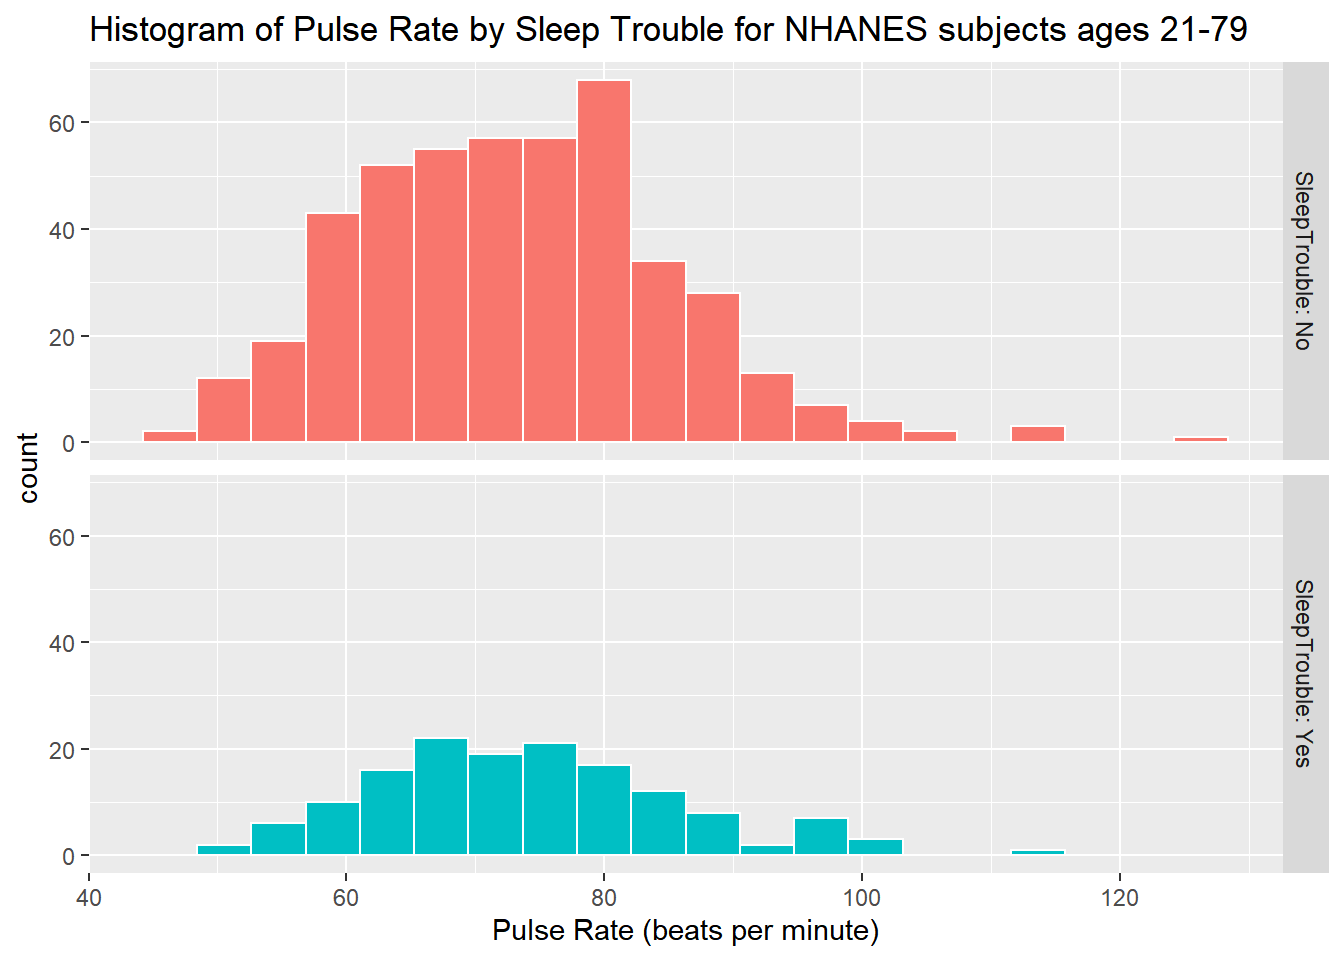 Histogram of Pulse Rate by Sleep Trouble for NHANES subjects ages 21-79
count
60
40
20
0
SleepTrouble: No
60
40
20
0
SleepTrouble: Yes
40 60 80 100 120
Pulse Rate (beats per minute)